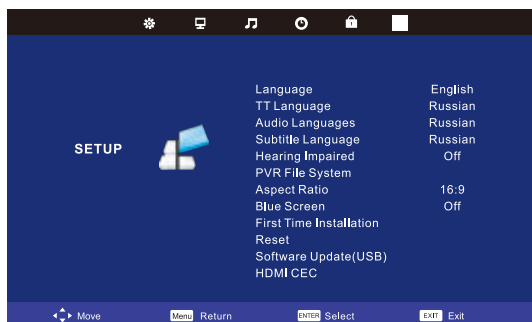 Language English
TT Language Russian
Audio Languages Russian
Subtitle Language Russian
SETUP
Hearing Impaired Off
PVR File System
Aspect Ratio 16:9
Blue Screen Off
First Time Installation
Reset
Software Update(USB)
HDMI CEC
Move Menu Return ENTER Select EXIT Exit